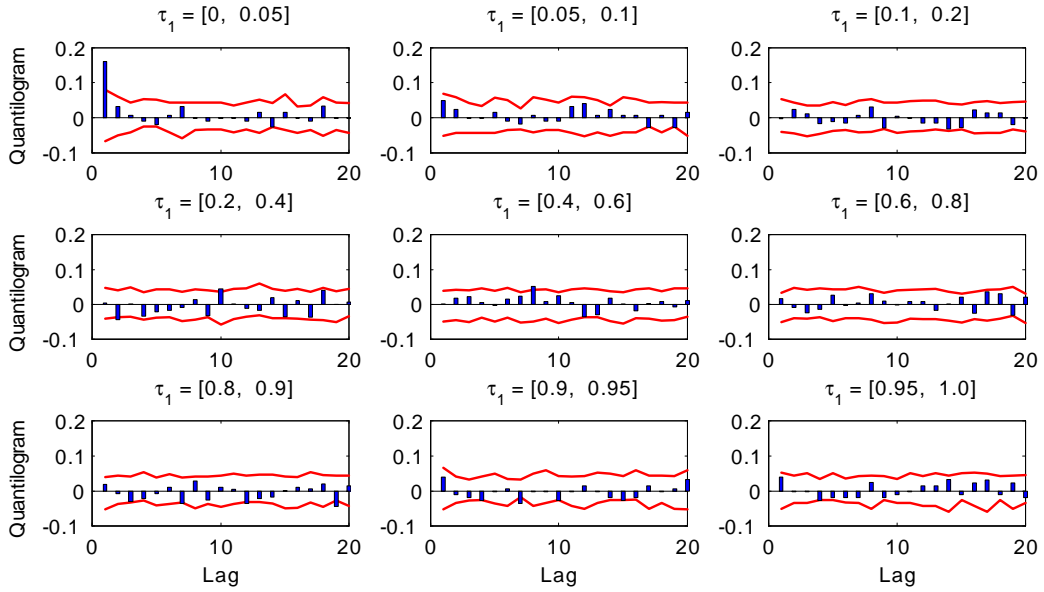 τ1 = [0, 0.05] τ1 = [0.05, 0.1] τ1 = [0.1, 0.2]
0.2 0.2 0.2
0.1 0.1 0.1
0 0 0
-0.1 -0.1 -0.1
Quantilogram
0 10 20 0 10 20 0 10 20
τ1 = [0.2, 0.4] τ1 = [0.4, 0.6] τ1 = [0.6, 0.8]
0.2 0.2 0.2
0.1 0.1 0.1
0 0 0
-0.1 -0.1 -0.1
Quantilogram
0 10 20 0 10 20 0 10 20
τ1 = [0.8, 0.9] τ1 = [0.9, 0.95] τ1 = [0.95, 1.0]
0.2 0.2 0.2
0.1 0.1 0.1
0 0 0
-0.1 -0.1 -0.1
Quantilogram
0 10 20 0 10 20 0 10 20
Lag Lag Lag